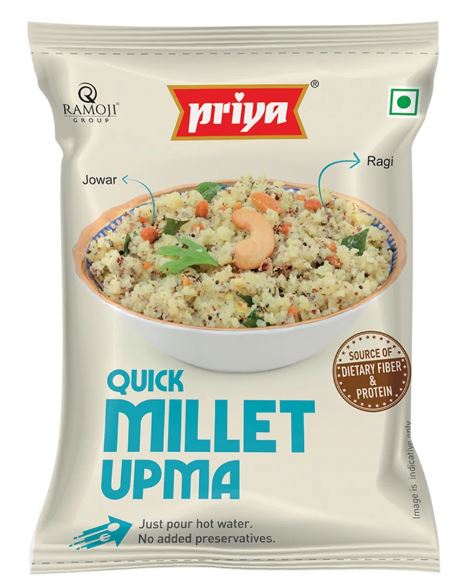 RAMOJI®
GROUP
priya®
Jowar
Ragi
SOURCE OF
DIETARY FIBER
&
PROTEIN
QUICK
MILLET
UPMA
Image is indicative only
Just pour hot water.
No added preservatives.